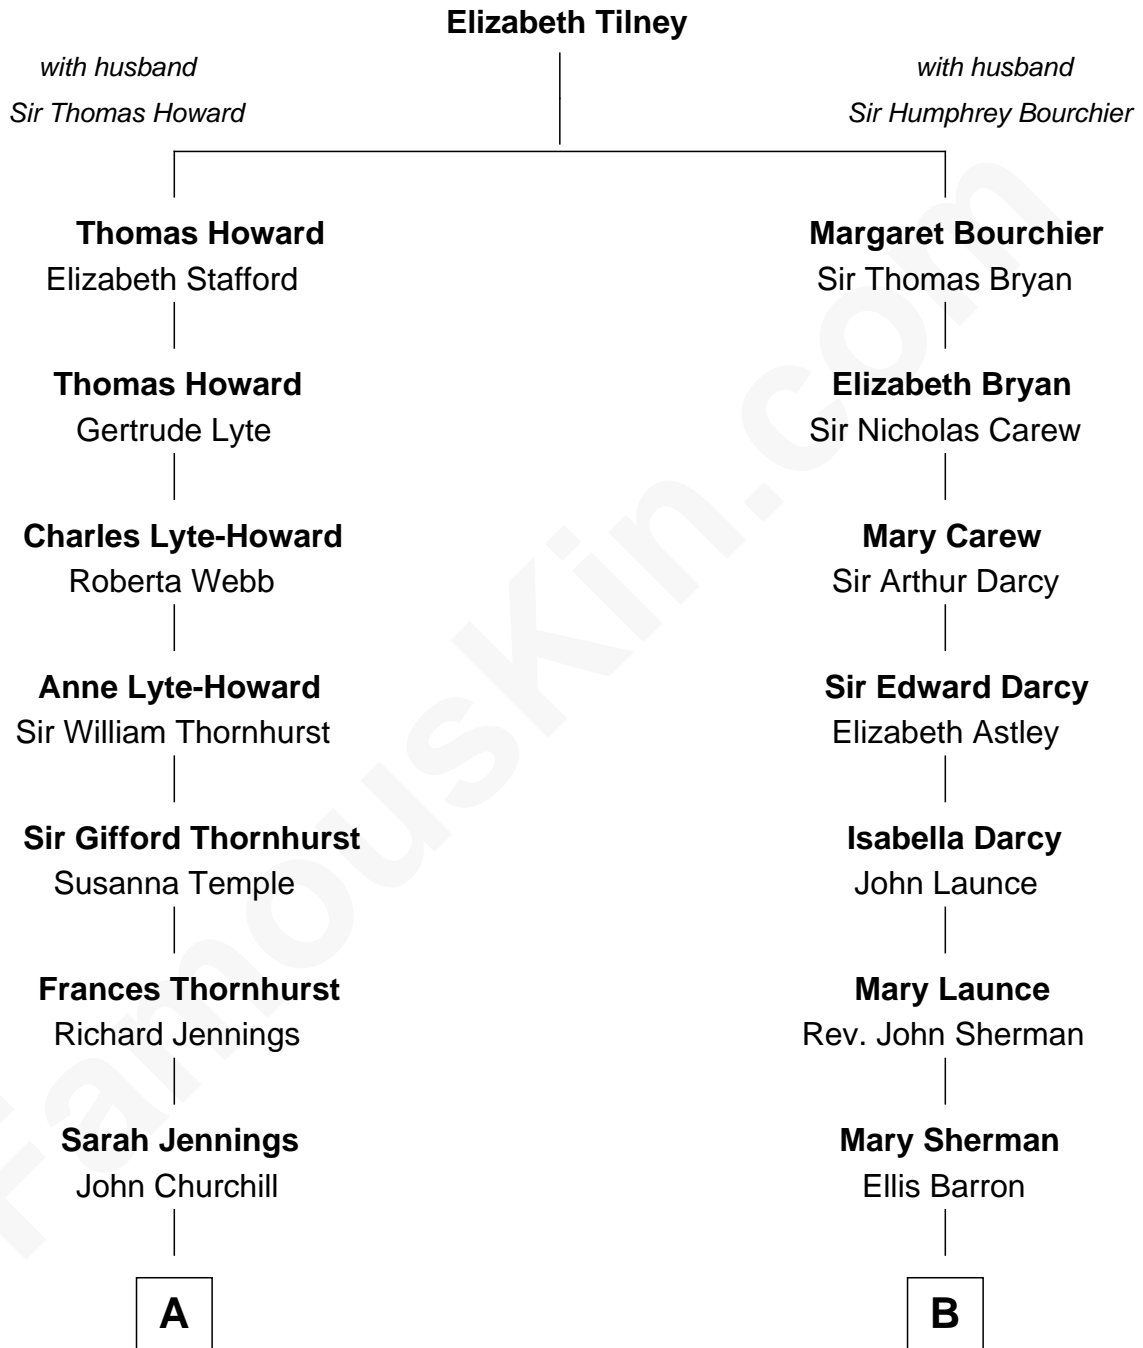 Elizabeth Tilney
with husband
Sir Thomas Howard
with husband
Sir Humphrey Bourchier
Thomas Howard
Elizabeth Stafford
Margaret Bourchier
Sir Thomas Bryan
Thomas Howard
Gertrude Lyte
Elizabeth Bryan
Sir Nicholas Carew
Charles Lyte-Howard
Roberta Webb
Mary Carew
Sir Arthur Darcy
Anne Lyte-Howard
Sir William Thornhurst
Sir Edward Darcy
Elizabeth Astley
Sir Gifford Thornhurst
Susanna Temple
Isabella Darcy
John Launce
Frances Thornhurst
Richard Jennings
Mary Launce
Rev. John Sherman
Sarah Jennings
John Churchill
Mary Sherman
Ellis Barron
A
B
FamousKin.com